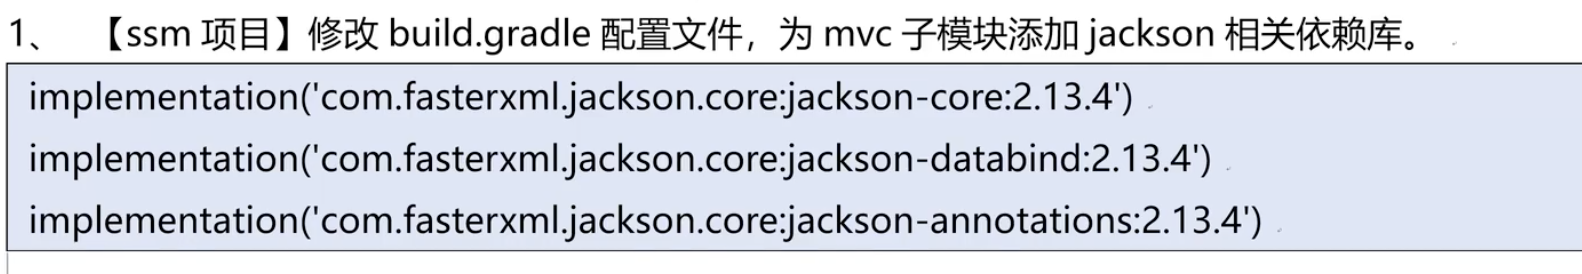 1、 【ssm 项目】修改 build.gradle 配置文件，为 mvc 子模块添加 jackson 相关依赖库。
implementation('com.fasterxml.jackson.core:jackson-core:2.13.4')
implementation('com.fasterxml.jackson.core:jackson-databind:2.13.4')
implementation('com.fasterxml.jackson.core:jackson-annotations:2.13.4')